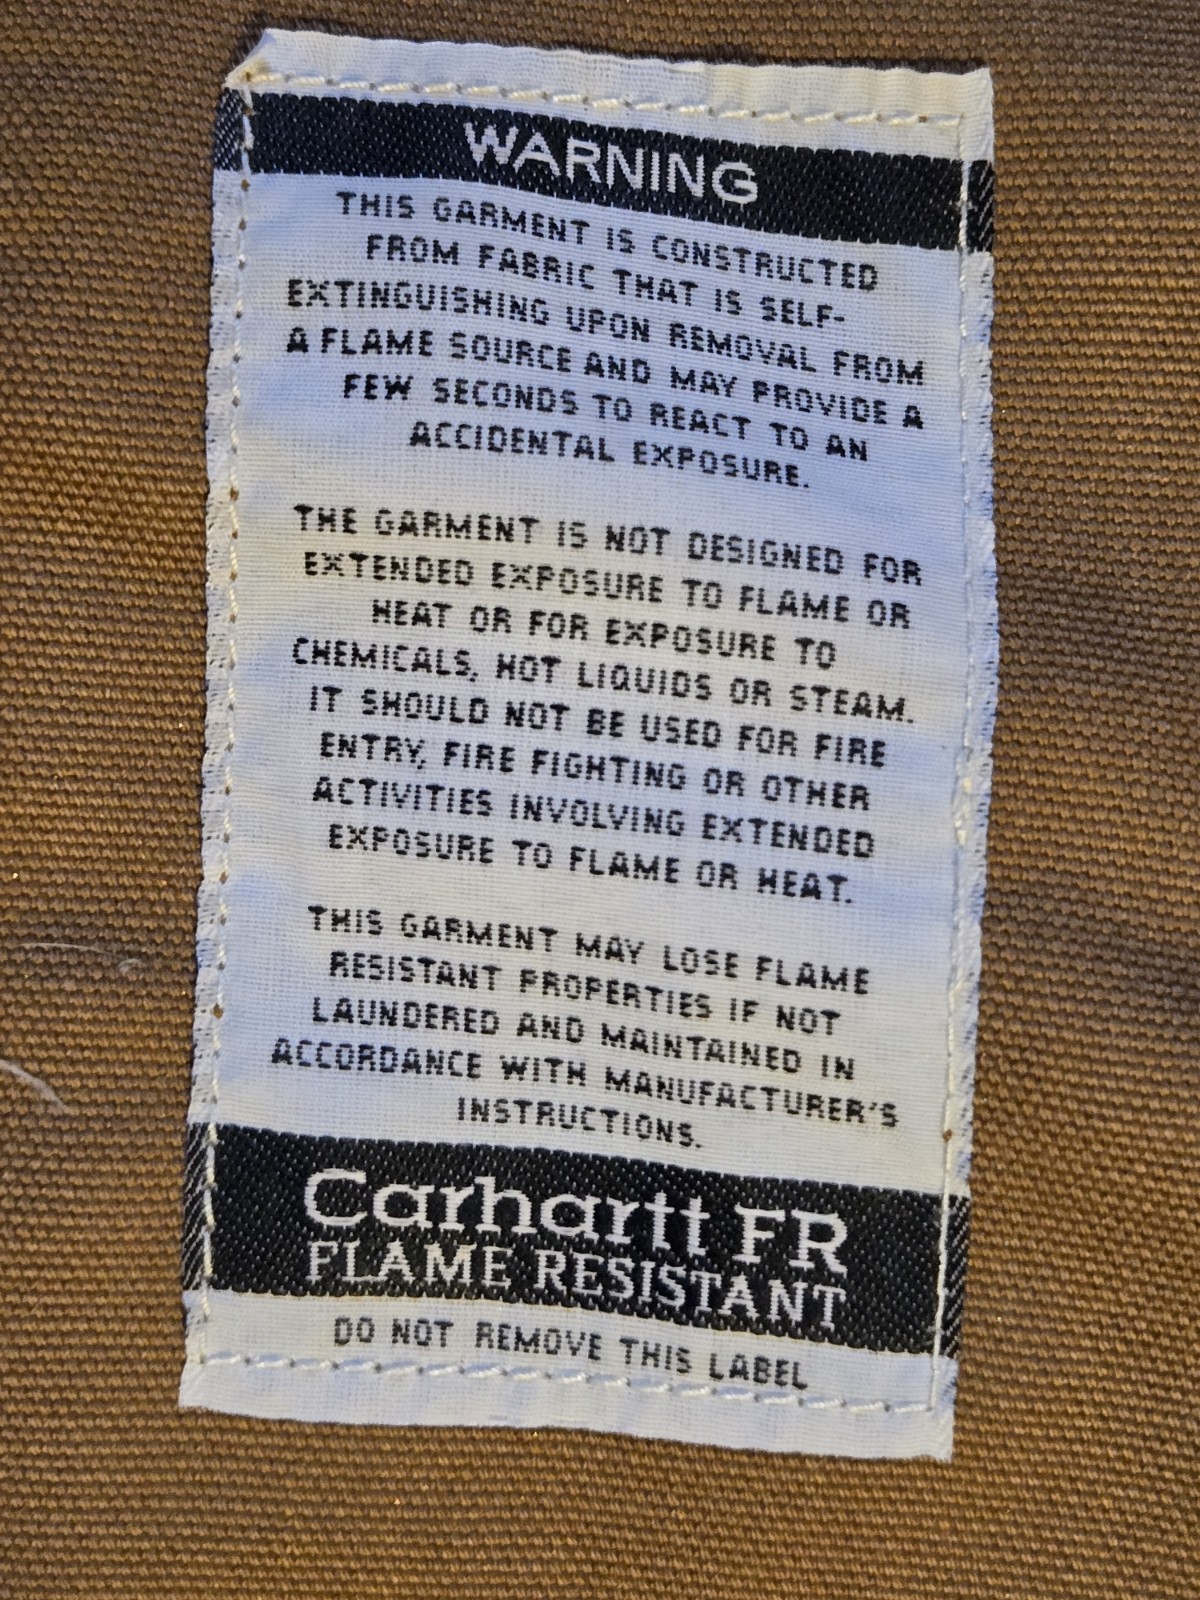 WARNING
THIS GARMENT IS CONSTRUCTED
FROM FABRIC THAT IS SELF-
EXTINGUISHING UPON REMOVAL FROM
A FLAME SOURCE AND MAY PROVIDE A
FEW SECONDS TO REACT TO AN
ACCIDENTAL EXPOSURE.
THE GARMENT IS NOT DESIGNED FOR
EXTENDED EXPOSURE TO FLAME OR
HEAT OR FOR EXPOSURE TO
CHEMICALS, HOT LIQUIDS OR STEAM.
IT SHOULD NOT BE USED FOR FIRE
ENTRY, FIRE FIGHTING OR OTHER
ACTIVITIES INVOLVING EXTENDED
EXPOSURE TO FLAME OR HEAT.
THIS GARMENT MAY LOSE FLAME
RESISTANT PROPERTIES IF NOT
LAUNDERED AND MAINTAINED IN
ACCORDANCE WITH MANUFACTURER'S
INSTRUCTIONS.
Carhartt FR
FLAME RESISTANT
DO NOT REMOVE THIS LABEL